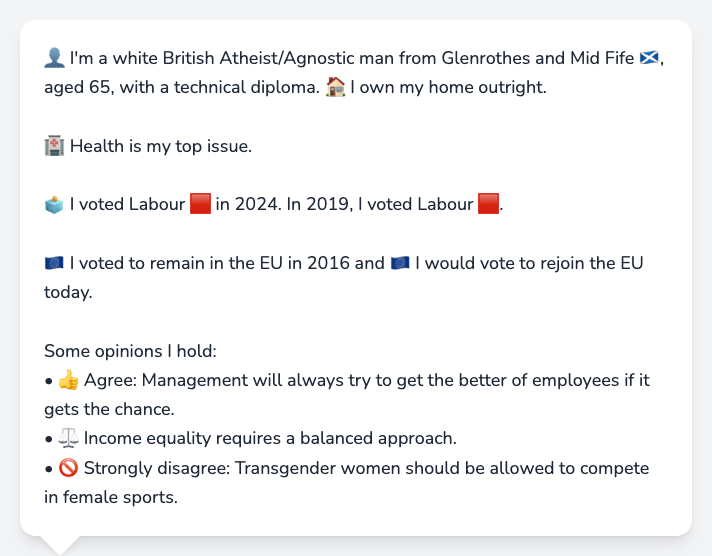 👤 I'm a white British Atheist/Agnostic man from Glenrothes and Mid Fife 🏴󠁧󠁢󠁳󠁣󠁴󠁿,
aged 65, with a technical diploma. 🏠 I own my home outright.
🏥 Health is my top issue.
🗳️ I voted Labour 🟥 in 2024. In 2019, I voted Labour 🟥.
🇪🇺 I voted to remain in the EU in 2016 and 🇪🇺 I would vote to rejoin the EU
today.
Some opinions I hold:
• 👍 Agree: Management will always try to get the better of employees if it
gets the chance.
• ⚖️ Income equality requires a balanced approach.
• 🚫 Strongly disagree: Transgender women should be allowed to compete
in female sports.